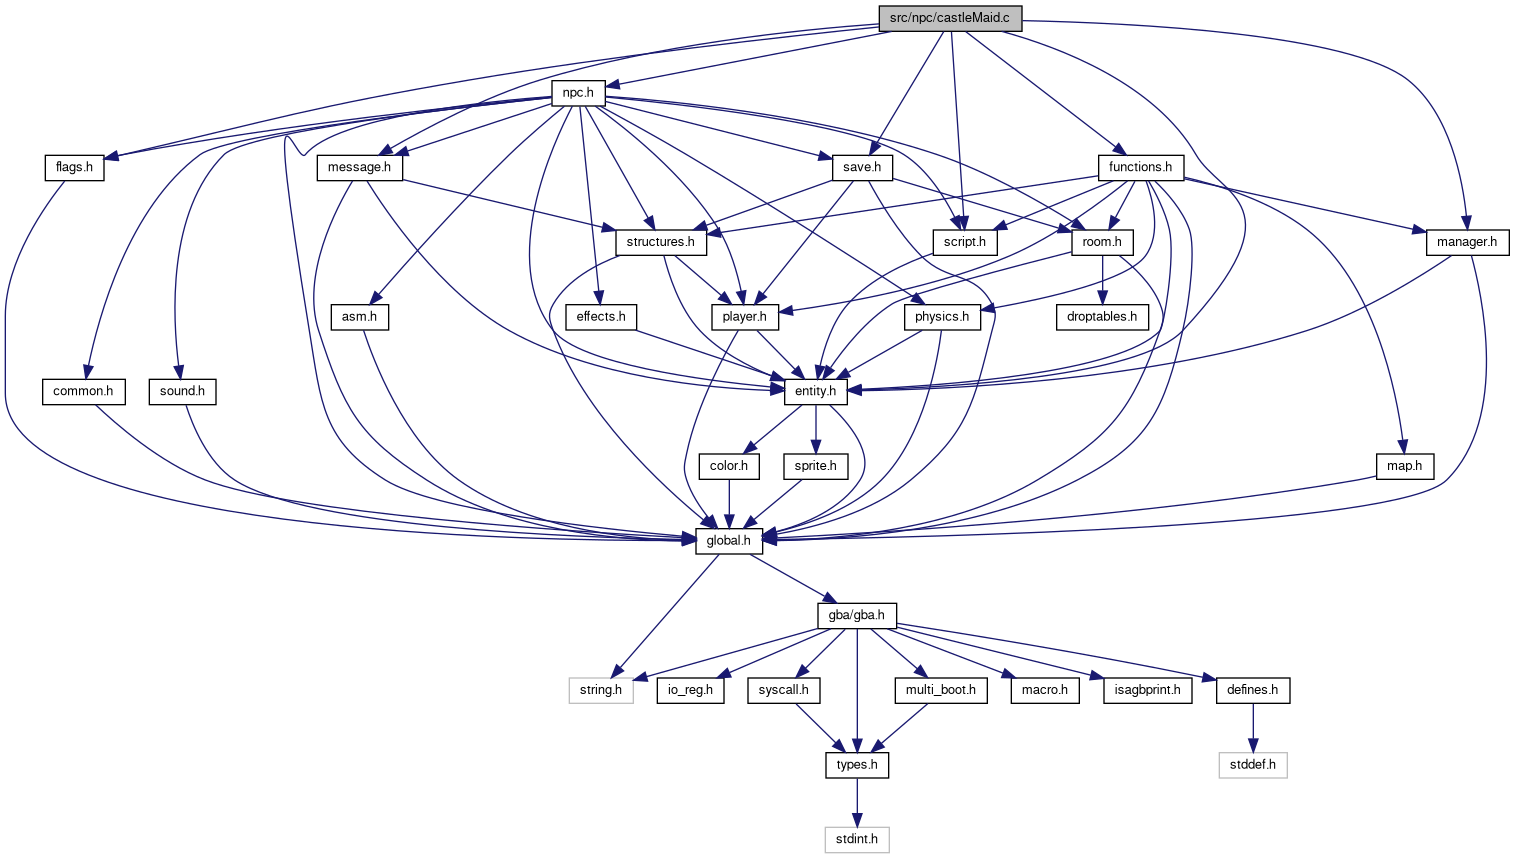 src/npc/castleMaid.c
npc.h
flags.h
message.h
save.h
functions.h
structures.h
script.h
room.h
manager.h
asm.h
effects.h
player.h
physics.h
droptables.h
common.h
sound.h
entity.h
color.h
sprite.h
map.h
global.h
gba/gba.h
string.h
io_reg.h
syscall.h
multi_boot.h
macro.h
isagbprint.h
defines.h
types.h
stddef.h
stdint.h